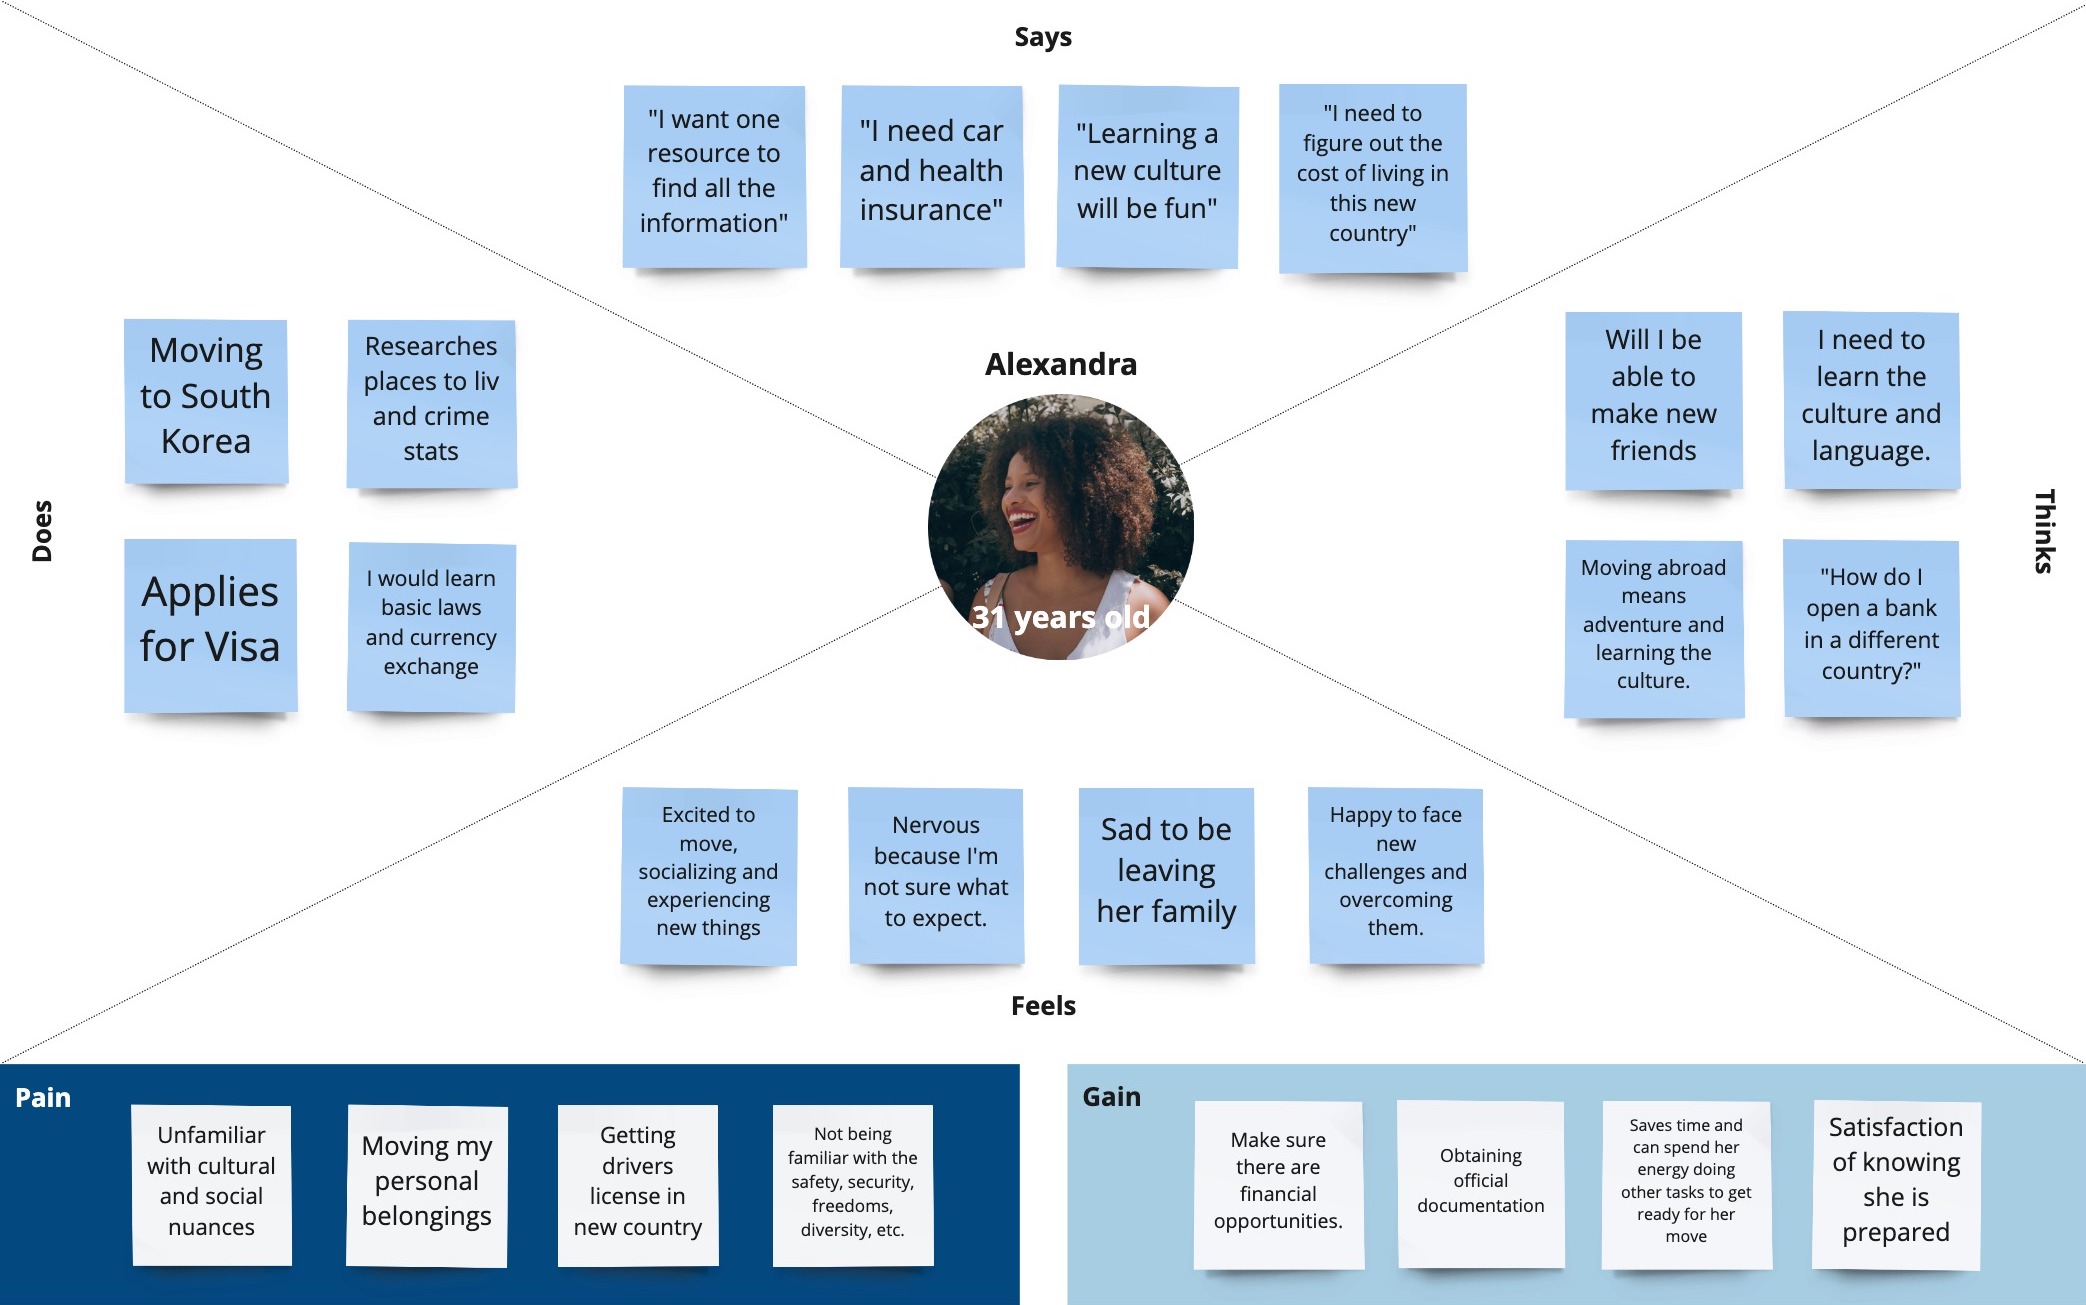 Says
"I want one
resource to
find all the
information"
"I need car
and health
insurance"
"Learning a
new culture
will be fun"
"I need to
figure out the
cost of living in
this new
country"
Does
Moving
to South
Korea
Researches
places to liv
and crime
stats
Applies
for Visa
I would learn
basic laws
and currency
exchange
Alexandra
31 years old
Will I be
able to
make new
friends
I need to
learn the
culture and
language.
Moving abroad
means
adventure and
learning the
culture.
"How do I
open a bank
in a different
country?"
Thinks
Excited to
move,
socializing and
experiencing
new things
Nervous
because I'm
not sure what
to expect.
Sad to be
leaving
her family
Happy to face
new
challenges and
overcoming
them.
Feels
Pain
Unfamiliar
with cultural
and social
nuances
Moving my
personal
belongings
Getting
drivers
license in
new country
Not being
familiar with the
safety, security,
freedoms,
diversity, etc.
Gain
Make sure
there are
financial
opportunities.
Obtaining
official
documentation
Saves time and
can spend her
energy doing
other tasks to get
ready for her
move
Satisfaction
of knowing
she is
prepared